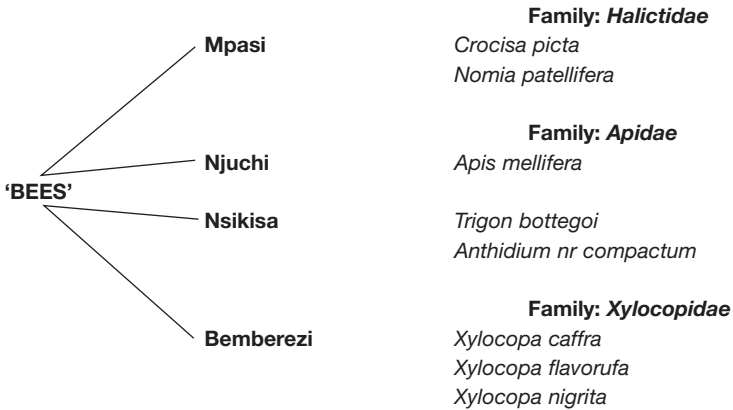 Family: Halictidae
Mpasi Crocisa picta
Nomia patellifera
Family: Apidae
Njuchi Apis mellifera
‘BEES’
Nsikisa Trigon bottegoi
Anthidium nr compactum
Family: Xylocopidae
Bemberezi Xylocopa caffra
Xylocopa flavorufa
Xylocopa nigrita